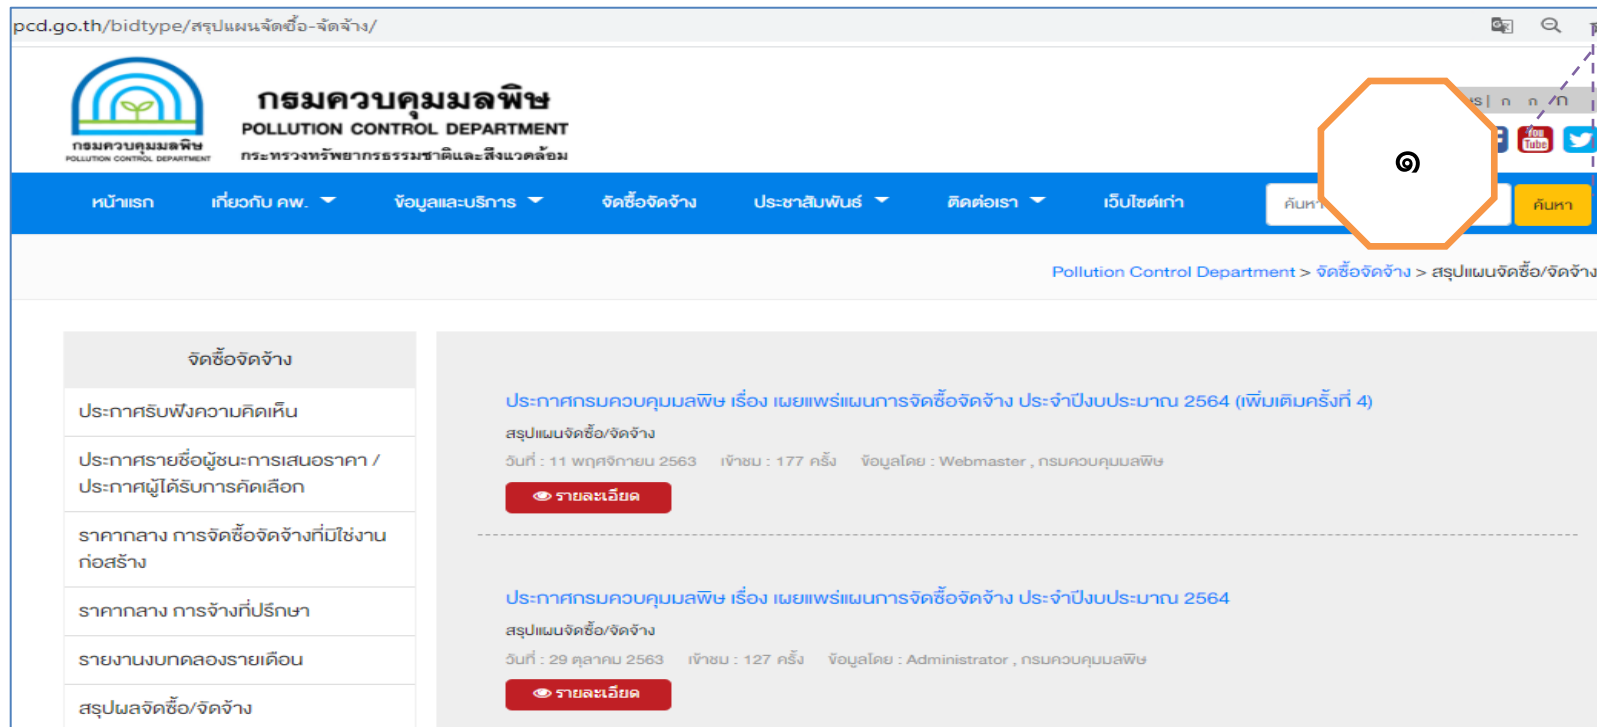 pcd.go.th/bidtype/สรุปแผนจัดซื้อ-จัดจ้าง/
กรมควบคุมมลพิษ
POLLUTION CONTROL DEPARTMENT
กระทรวงทรัพยากรธรรมชาติและสิ่งแวดล้อม
กรมควบคุมมลพิษ
POLLUTION CONTROL DEPARTMENT
| ก ก ก
You Tube
๑
หน้าแรก เกี่ยวกับ คพ. ข้อมูลและบริการ จัดซื้อจัดจ้าง ประชาสัมพันธ์ ติดต่อเรา เว็บไซต์เก่า ค้นหา ค้นหา
Pollution Control Department > จัดซื้อจัดจ้าง > สรุปแผนจัดซื้อ/จัดจ้าง
จัดซื้อจัดจ้าง
ประกาศรับฟังความคิดเห็น
ประกาศรายชื่อผู้ชนะการเสนอราคา /
ประกาศผู้ได้รับการคัดเลือก
ราคากลาง การจัดซื้อจัดจ้างที่มิใช่งาน
ก่อสร้าง
ราคากลาง การจ้างที่ปรึกษา
รายงานงบทดลองรายเดือน
สรุปผลจัดซื้อ/จัดจ้าง
ประกาศกรมควบคุมมลพิษ เรื่อง เผยแพร่แผนการจัดซื้อจัดจ้าง ประจำปีงบประมาณ 2564 (เพิ่มเติมครั้งที่ 4)
สรุปแผนจัดซื้อ/จัดจ้าง
วันที่ : 11 พฤศจิกายน 2563 เข้าชม : 177 ครั้ง ข้อมูลโดย : Webmaster , กรมควบคุมมลพิษ
รายละเอียด
ประกาศกรมควบคุมมลพิษ เรื่อง เผยแพร่แผนการจัดซื้อจัดจ้าง ประจำปีงบประมาณ 2564
สรุปแผนจัดซื้อ/จัดจ้าง
วันที่ : 29 ตุลาคม 2563 เข้าชม : 127 ครั้ง ข้อมูลโดย : Administrator , กรมควบคุมมลพิษ
รายละเอียด